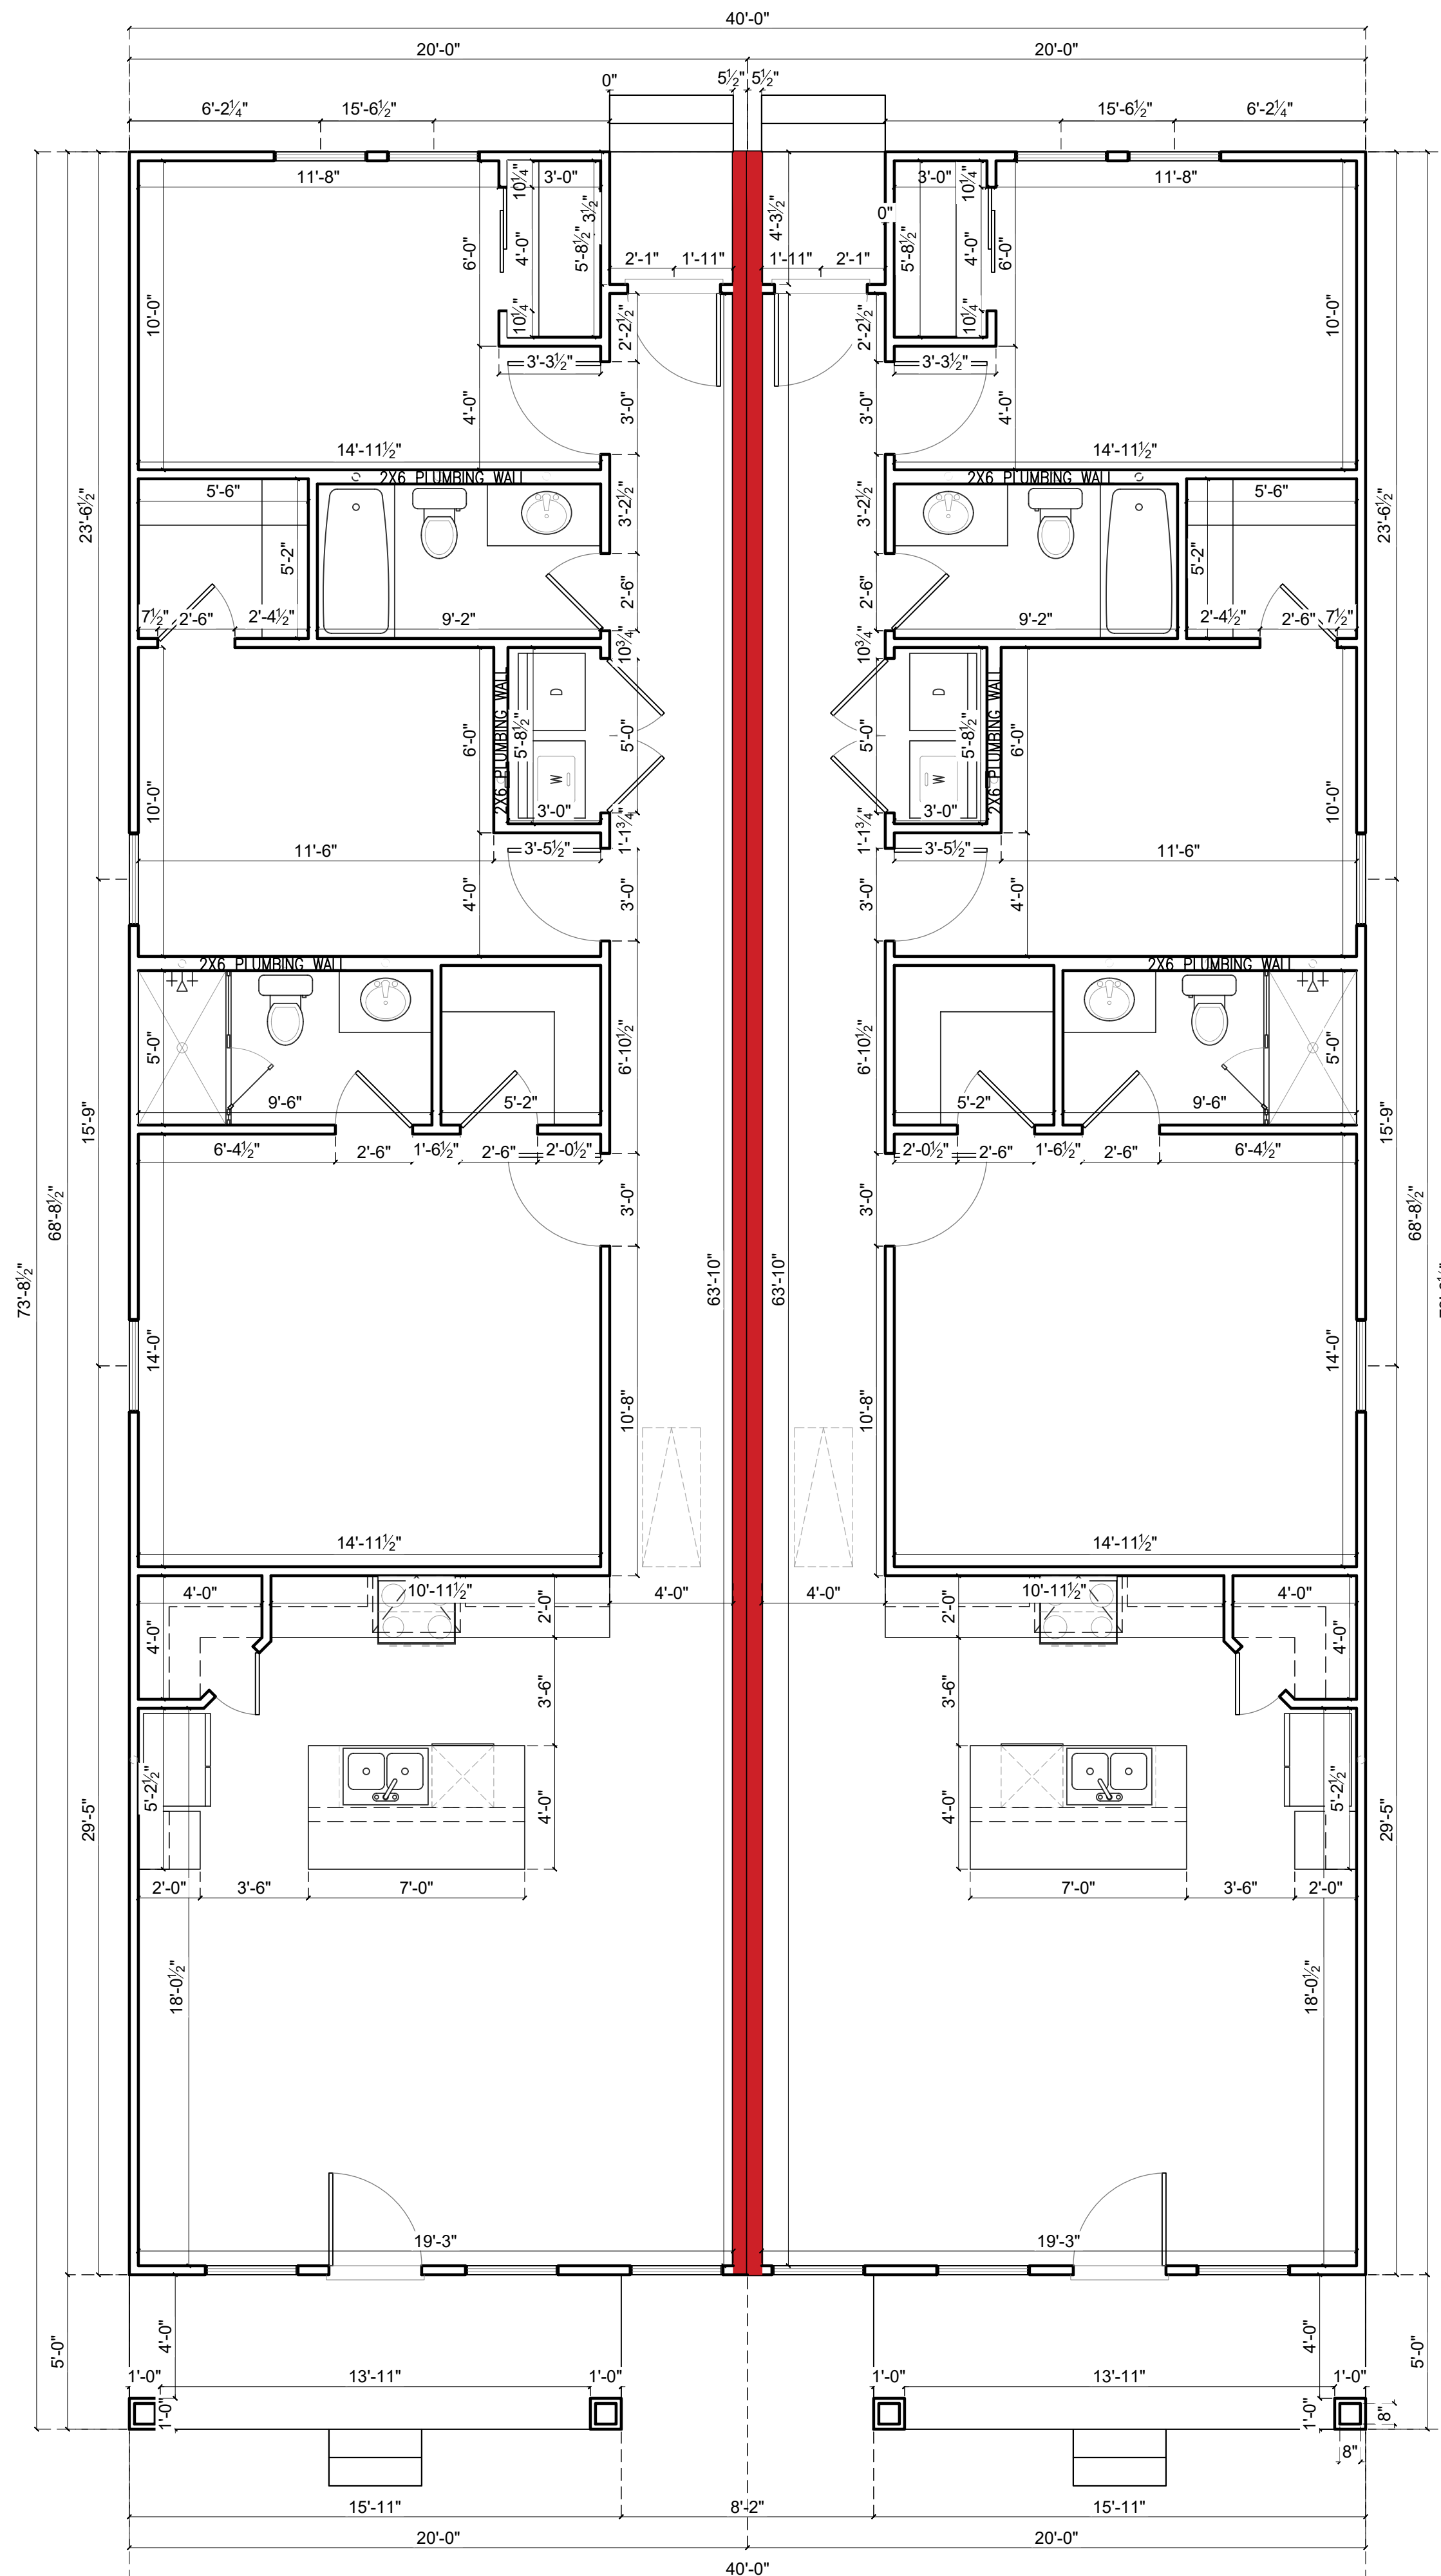 40'-0"
20'-0" 20'-0"
0" 5½" 5½"
6'-2¼" 15'-6½" 15'-6½" 6'-2¼"
11'-8" 10¼" 3'-0" 3'-0" 10¼" 11'-8"
3½" 4'-3½" 0"
6'-0" 4'-0" 5'-8½" 5'-8½" 4'-0" 6'-0"
2'-1" 1'-11" 1'-11" 2'-1"
10'-0" 10¼" 2'-2½" 2'-2½" 10¼" 10'-0"
3'-3½" 3'-3½"
4'-0" 3'-0" 3'-0" 4'-0"
14'-11½" 14'-11½"
2X6 PLUMBING WALL 2X6 PLUMBING WALL
5'-6" 5'-6"
23'-6½" 3'-2½" 3'-2½" 23'-6½"
5'-2" 5'-2"
2'-6" 2'-6"
7½" 2'-6" 2'-4½" 9'-2" 9'-2" 2'-4½" 2'-6" 7½"
10¾" 10¾"
D D
6'-0" 2X6 PLUMBING WALL 5'-8½" 5'-0" 5'-0" 5'-8½" 2X6 PLUMBING WALL 6'-0"
W W
10'-0" 3'-0" 3'-0" 10'-0"
1'-1¾" 1'-1¾"
11'-6" 3'-5½" 3'-5½" 11'-6"
4'-0" 3'-0" 3'-0" 4'-0"
2X6 PLUMBING WALL 2X6 PLUMBING WALL
5'-0" 6'-10½" 6'-10½" 5'-0"
9'-6" 5'-2" 5'-2" 9'-6"
15'-9" 15'-9"
6'-4½" 2'-6" 1'-6½" 2'-6" 2'-0½" 2'-0½" 2'-6" 1'-6½" 2'-6" 6'-4½"
68'-8½" 3'-0" 3'-0" 68'-8½"
73'-8½" 63'-10" 63'-10"
14'-0" 14'-0"
10'-8" 10'-8"
14'-11½" 14'-11½"
4'-0" 10'-11½" 2'-0" 4'-0" 4'-0" 2'-0" 10'-11½" 4'-0"
4'-0" 4'-0"
3'-6" 3'-6"
5'-2½" 4'-0" 4'-0" 5'-2½"
29'-5" 29'-5"
2'-0" 3'-6" 7'-0" 7'-0" 3'-6" 2'-0"
18'-0½" 18'-0½"
19'-3" 19'-3"
5'-0" 4'-0" 4'-0" 5'-0"
1'-0" 13'-11" 1'-0" 1'-0" 13'-11" 1'-0"
1'-0" 1'-0" 8"
8"
15'-11" 8'-2" 15'-11"
20'-0" 20'-0"
40'-0"